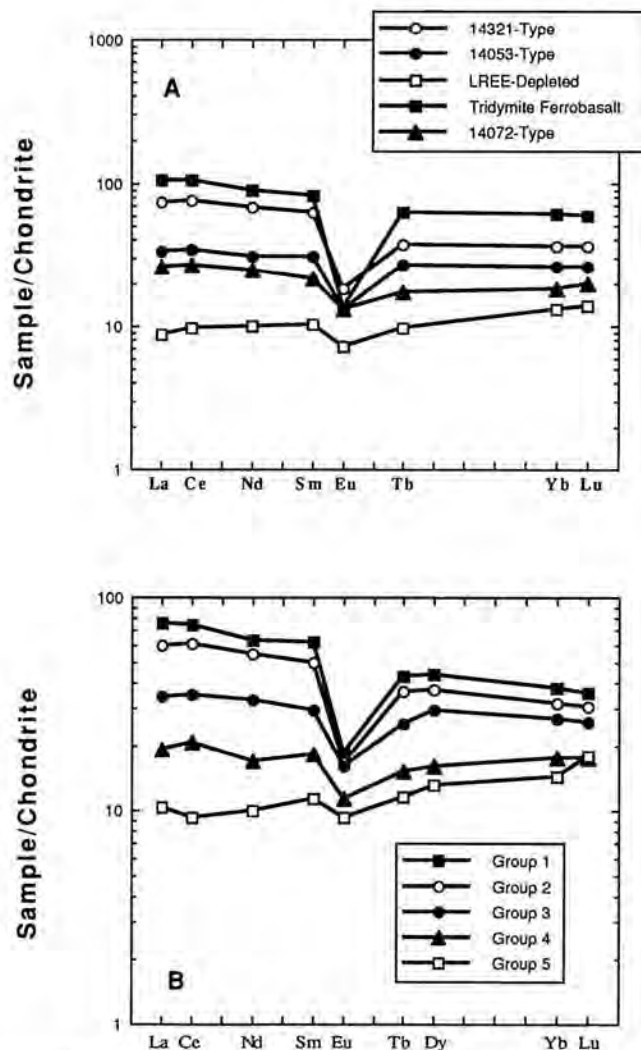 14321-Type
14053-Type
LREE-Depleted
Tridymite Ferrobasalt
14072-Type
A
1000
100
10
1
Sample/Chondrite
La Ce Nd Sm Eu Tb Yb Lu
100
10
1
Sample/Chondrite
Group 1
Group 2
Group 3
Group 4
Group 5
B
La Ce Nd Sm Eu Tb Dy Yb Lu